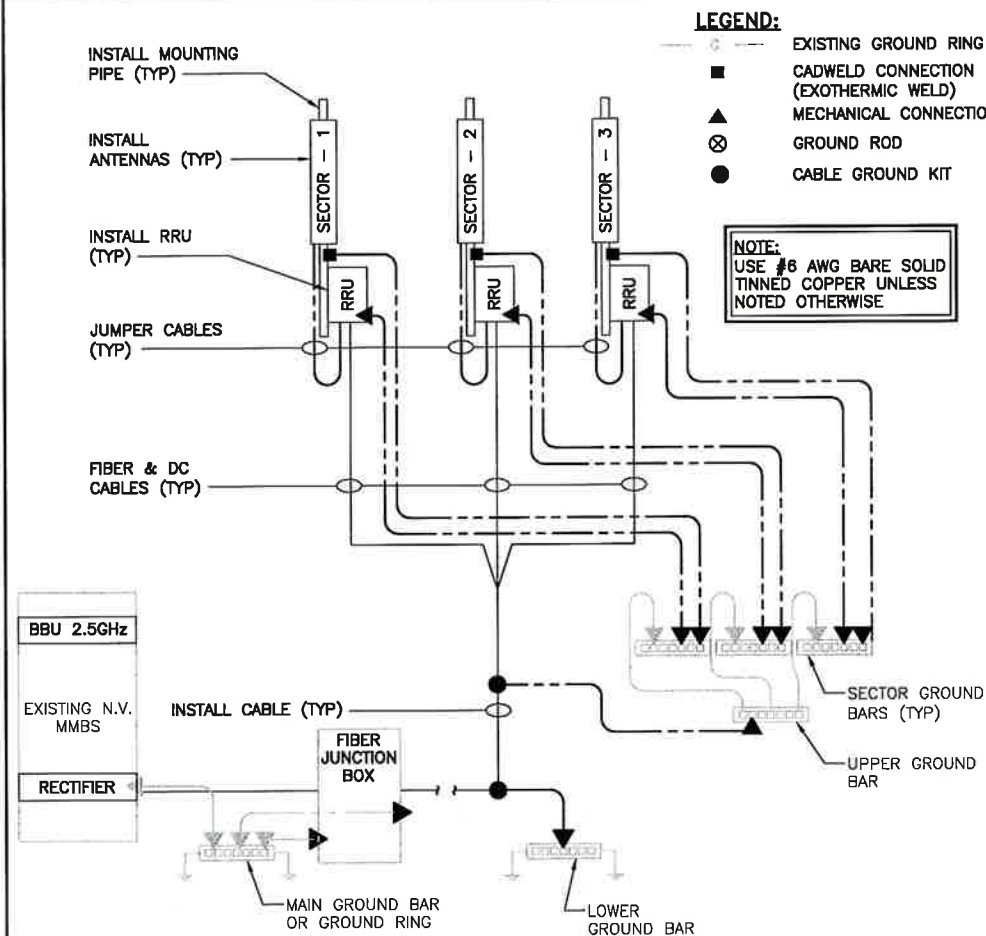 LEGEND:
EXISTING GROUND RING
CADWELD CONNECTION
(EXOTHERMIC WELD)
MECHANICAL CONNECTIO
GROUND ROD
CABLE GROUND KIT
NOTE:
USE #6 AWG BARE SOLID
TINNED COPPER UNLESS
NOTED OTHERWISE
INSTALL MOUNTING
PIPE (TYP)
INSTALL
ANTENNAS (TYP)
INSTALL RRU
(TYP)
JUMPER CABLES
(TYP)
FIBER & DC
CABLES (TYP)
SECTOR - 1
SECTOR - 2
SECTOR - 3
RRU
RRU
RRU
BBU 2.5GHz
EXISTING N.V.
MMBS
RECTIFIER
INSTALL CABLE (TYP)
FIBER
JUNCTION
BOX
SECTOR GROUND
BARS (TYP)
UPPER GROUND
BAR
MAIN GROUND BAR
OR GROUND RING
LOWER
GROUND BAR